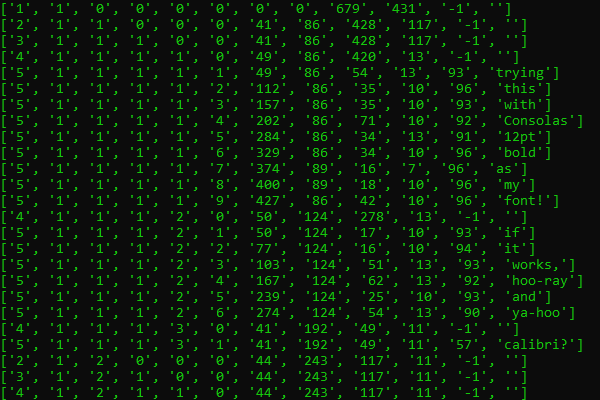 ['1', '1', '0', '0', '0', '0', '0', '0', '679', '431', '-1', '']
['2', '1', '1', '0', '0', '0', '41', '86', '428', '117', '-1', '']
['3', '1', '1', '1', '0', '0', '41', '86', '428', '117', '-1', '']
['4', '1', '1', '1', '1', '0', '49', '86', '420', '13', '-1', '']
['5', '1', '1', '1', '1', '1', '49', '86', '54', '13', '93', 'trying']
['5', '1', '1', '1', '1', '2', '112', '86', '35', '10', '96', 'this']
['5', '1', '1', '1', '1', '3', '157', '86', '35', '10', '93', 'with']
['5', '1', '1', '1', '1', '4', '202', '86', '71', '10', '92', 'Consolas']
['5', '1', '1', '1', '1', '5', '284', '86', '34', '13', '91', '12pt']
['5', '1', '1', '1', '1', '6', '329', '86', '34', '10', '96', 'bold']
['5', '1', '1', '1', '1', '7', '374', '89', '16', '7', '96', 'as']
['5', '1', '1', '1', '1', '8', '400', '89', '18', '10', '96', 'my']
['5', '1', '1', '1', '1', '9', '427', '86', '42', '10', '96', 'font!']
['4', '1', '1', '1', '2', '0', '50', '124', '278', '13', '-1', '']
['5', '1', '1', '1', '2', '1', '50', '124', '17', '10', '93', 'if']
['5', '1', '1', '1', '2', '2', '77', '124', '16', '10', '94', 'it']
['5', '1', '1', '1', '2', '3', '103', '124', '51', '13', '93', 'works,']
['5', '1', '1', '1', '2', '4', '167', '124', '62', '13', '92', 'hoo-ray']
['5', '1', '1', '1', '2', '5', '239', '124', '25', '10', '93', 'and']
['5', '1', '1', '1', '2', '6', '274', '124', '54', '13', '90', 'ya-hoo']
['4', '1', '1', '1', '3', '0', '41', '192', '49', '11', '-1', '']
['5', '1', '1', '1', '3', '1', '41', '192', '49', '11', '57', 'calibri?']
['2', '1', '2', '0', '0', '0', '44', '243', '117', '11', '-1', '']
['3', '1', '2', '1', '0', '0', '44', '243', '117', '11', '-1', '']
['4', '1', '2', '1', '1', '0', '44', '243', '117', '11', '-1', '']